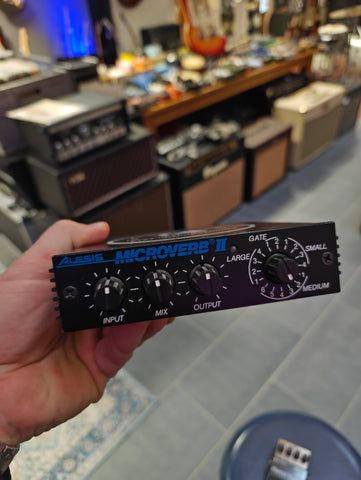 ALESIS MICROVERB® II
GATE
SMALL
LARGE
MEDIUM
INPUT
MIX
OUTPUT